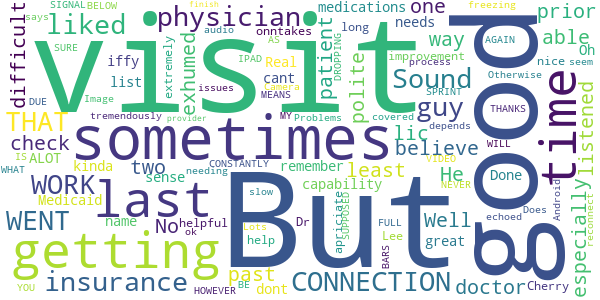 says
SIGNAL BELOW
liked
physician
medications
one
freezing
finish
prior
difficult
SURE
iffy
audio
onntakes
long
needs
AGAIN
able
Oh
visit
extremely
exhumed
IPAD
DROPPING
patient
polite
way
improvement
process
nice
seem
list
Real
cant
Sound
SPRINT
Otherwise
DUE
Image
issues
Camera
AS
covered
THAT
tremendously
MEANS
MY
Problems
guy
depends
THANKS
time
listened
check
IS
ALOT
provider
sometimes
lic
believe
WILL
good
WHAT
kinda
two
CONSTANTLY
remember
least
He
VIDEO
WORK
sense
needing
capability
NEVER
Done
especially
Medicaid
last
slow
But
SUPPOSED
appriciate
FULL
BARS
Well
Does
Android
reconnect
WENT
name
No
helpful
ok
Dr
Lee
great
echoed
getting
Lots
help
past
CONNECTION
doctor
Cherry
YOU
insurance
HOWEVER
BE
dont